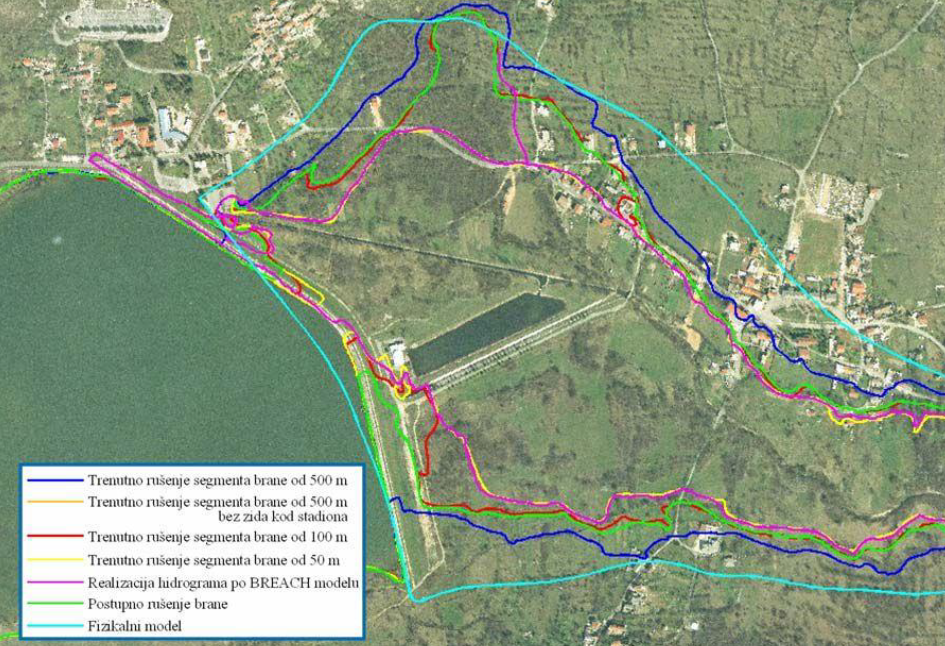 Trenutno rušenje segmenta brane od 500 m
Trenutno rušenje segmenta brane od 500 m
bez zida kod stadiona
Trenutno rušenje segmenta brane od 100 m
Trenutno rušenje segmenta brane od 50 m
Realizacija hidrograma po BREACH modelu
Postupno rušenje brane
Fizikalni model